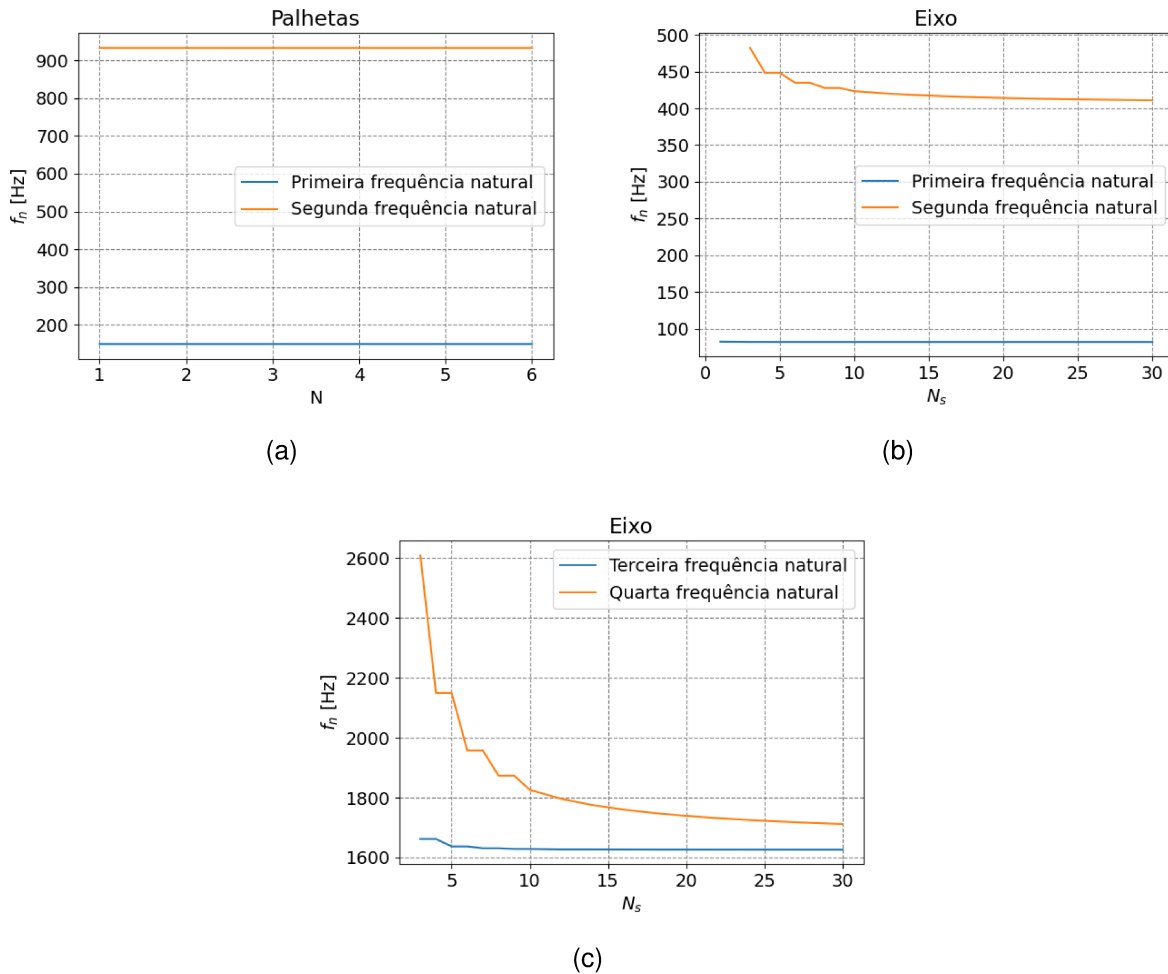 Palhetas
900
800
700
600
500
400
300
200
f_n [Hz]
Primeira frequência natural
Segunda frequência natural
1 2 3 4 5 6
N
(a)
Eixo
500
450
400
350
300
250
200
150
100
f_n [Hz]
Primeira frequência natural
Segunda frequência natural
0 5 10 15 20 25 30
N_s
(b)
Eixo
2600
2400
2200
2000
1800
1600
f_n [Hz]
Terceira frequência natural
Quarta frequência natural
5 10 15 20 25 30
N_s
(c)